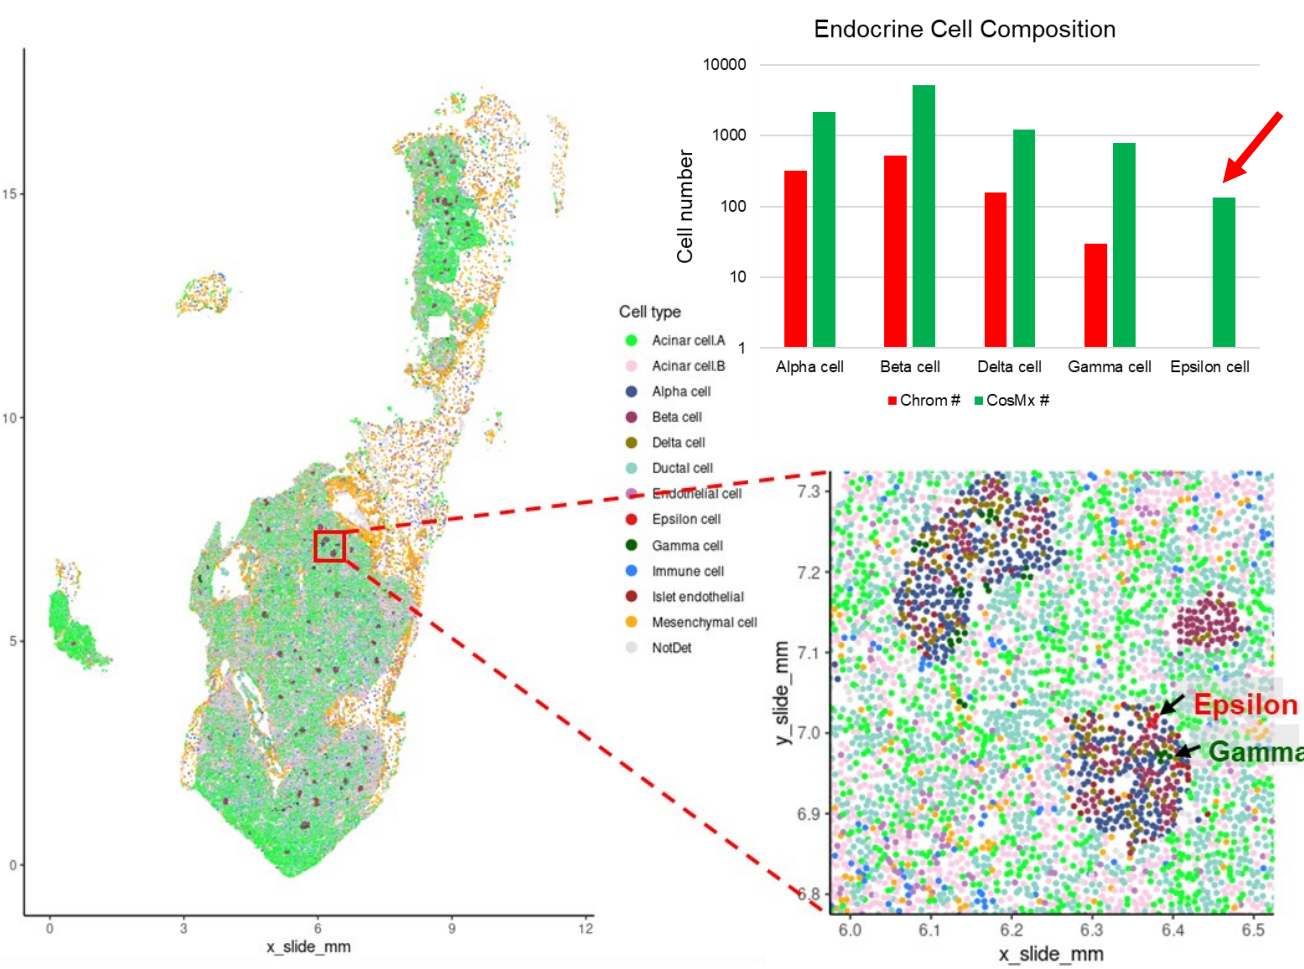 Endocrine Cell Composition
10000
1000
100
10
1
Cell number
Alpha cell
Beta cell
Delta cell
Gamma cell
Epsilon cell
Chrom #
CosMx #
15
10
5
0
0
3
6
9
12
x_slide_mm
Cell type
Acinar cell.A
Acinar cell.B
Alpha cell
Beta cell
Delta cell
Ductal cell
Endothelial cell
Epsilon cell
Gamma cell
Immune cell
Islet endothelial
Mesenchymal cell
NotDet
7.3
7.2
7.1
7.0
6.9
6.8
y_slide_mm
Epsilon
Gamma
6.0
6.1
6.2
6.3
6.4
6.5
x_slide_mm